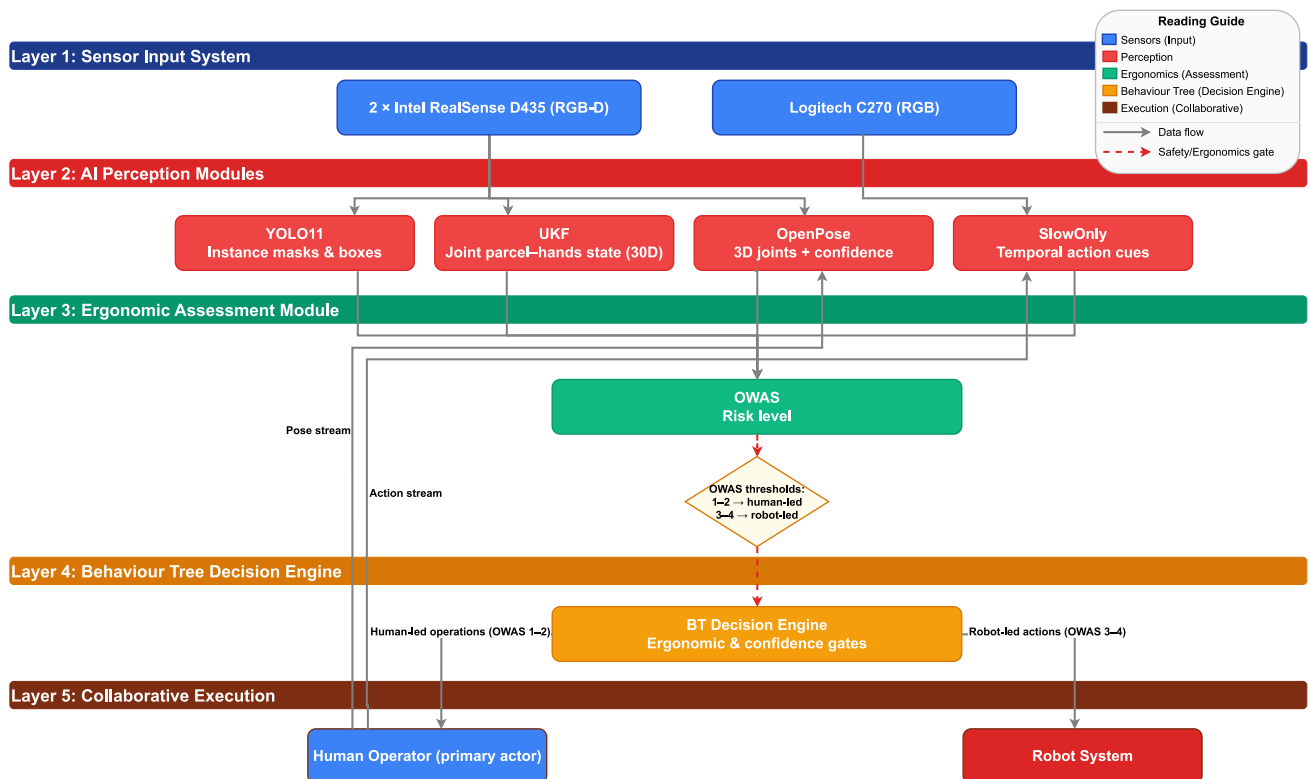 Reading Guide
Sensors (Input)
Perception
Ergonomics (Assessment)
Behaviour Tree (Decision Engine)
Execution (Collaborative)
Data flow
Safety/Ergonomics gate
Layer 1: Sensor Input System
2 × Intel RealSense D435 (RGB-D)
Logitech C270 (RGB)
Layer 2: AI Perception Modules
YOLO11
Instance masks & boxes
UKF
Joint parcel–hands state (30D)
OpenPose
3D joints + confidence
SlowOnly
Temporal action cues
Layer 3: Ergonomic Assessment Module
OWAS
Risk level
Pose stream
Action stream
OWAS thresholds:
1–2 → human-led
3–4 → robot-led
Layer 4: Behaviour Tree Decision Engine
BT Decision Engine
Ergonomic & confidence gates
Human-led operations (OWAS 1–2)
Robot-led actions (OWAS 3–4)
Layer 5: Collaborative Execution
Human Operator (primary actor)
Robot System